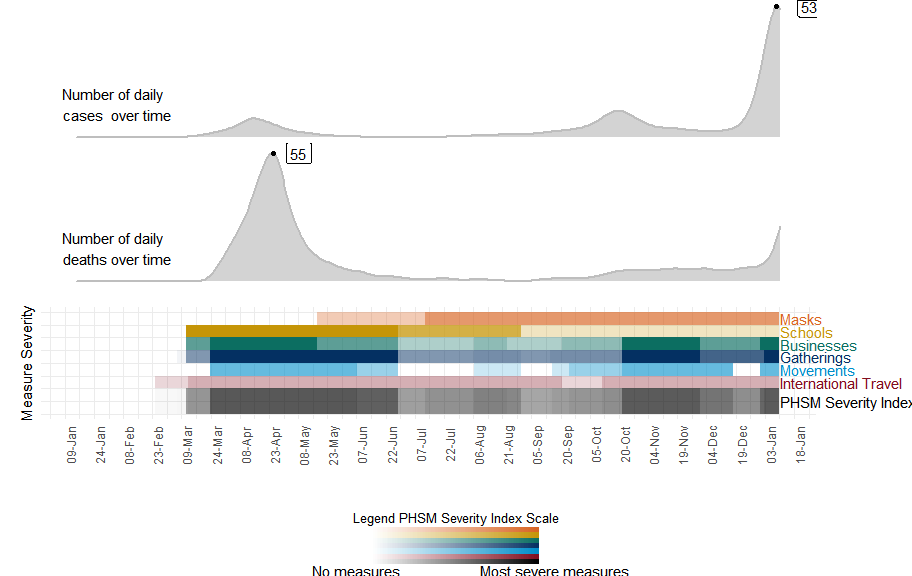 53
Number of daily
cases over time
55
Number of daily
deaths over time
Measure Severity
Masks
Schools
Businesses
Gatherings
Movements
International Travel
PHSM Severity Index
09-Jan
24-Jan
08-Feb
23-Feb
09-Mar
24-Mar
08-Apr
23-Apr
08-May
23-May
07-Jun
22-Jun
07-Jul
22-Jul
06-Aug
21-Aug
05-Sep
20-Sep
05-Oct
20-Oct
04-Nov
19-Nov
04-Dec
19-Dec
03-Jan
18-Jan
Legend PHSM Severity Index Scale
No measures Most severe measures